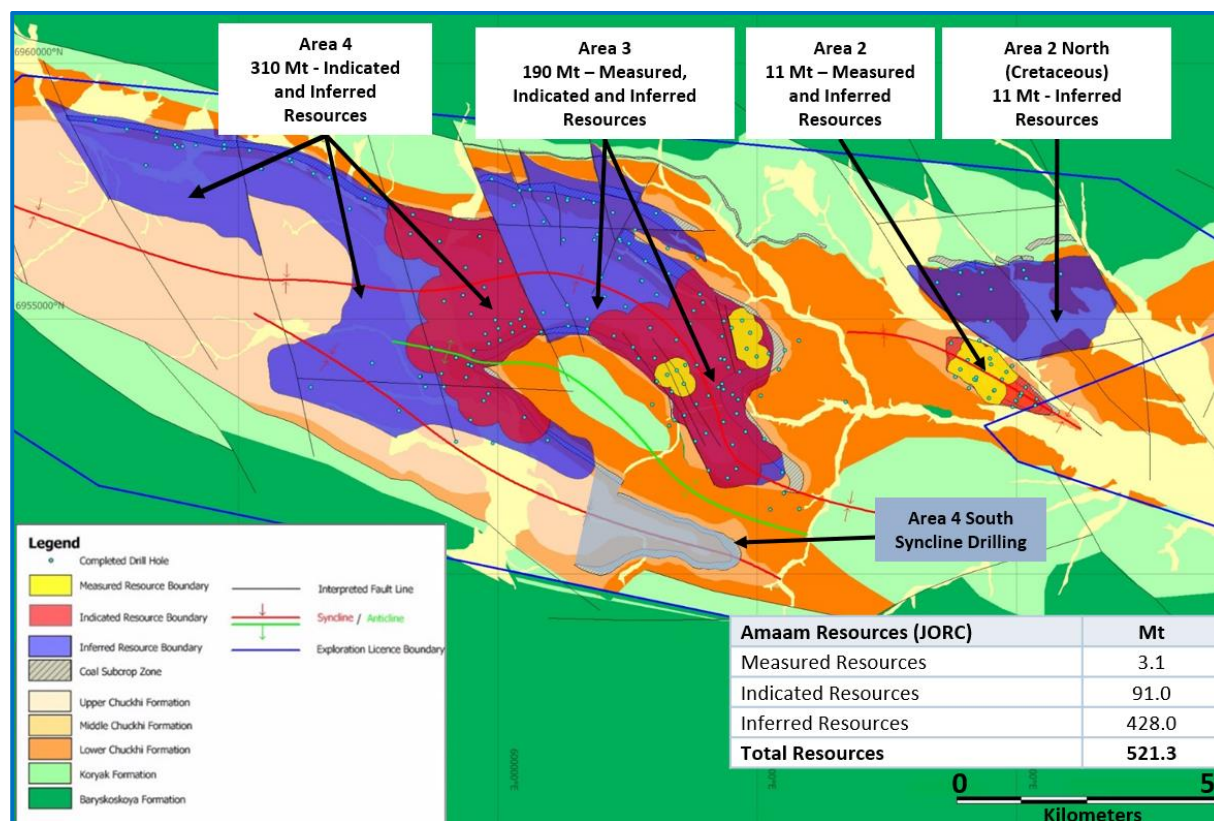 Area 4
310 Mt - Indicated
and Inferred
Resources
Area 3
190 Mt – Measured,
Indicated and Inferred
Resources
Area 2
11 Mt – Measured
and Inferred
Resources
Area 2 North
(Cretaceous)
11 Mt - Inferred
Resources
6960000°N
6955000°N
Area 4 South
Syncline Drilling
Legend
Completed Drill Hole
Measured Resource Boundary
Indicated Resource Boundary
Inferred Resource Boundary
Coal Subcrop Zone
Upper Chuckhi Formation
Middle Chuckhi Formation
Lower Chuckhi Formation
Koryak Formation
Baryskoskoya Formation
Interpreted Fault Line
Syncline / Anticline
Exploration Licence Boundary
Amaam Resources (JORC) Mt
Measured Resources 3.1
Indicated Resources 91.0
Inferred Resources 428.0
Total Resources 521.3
0 5
Kilometers